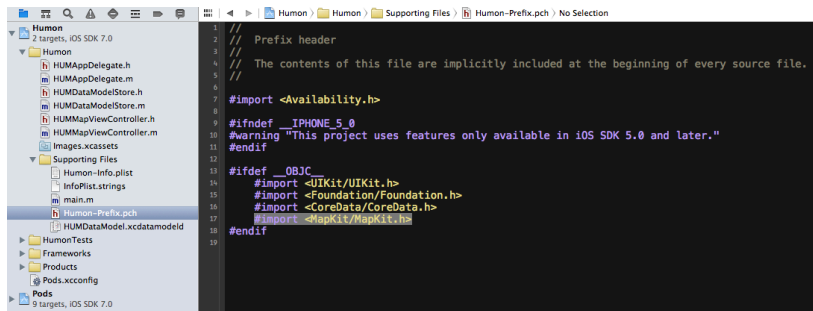 Humon > Humon > Supporting Files > Humon-Prefix.pch > No Selection
Humon
2 targets, iOS SDK 7.0
Humon
HUMAppDelegate.h
HUMAppDelegate.m
HUMDataModelStore.h
HUMDataModelStore.m
HUMMapViewController.h
HUMMapViewController.m
Images.xcassets
Supporting Files
Humon-Info.plist
InfoPlist.strings
main.m
Humon-Prefix.pch
HUMDataModel.xcdatamodeld
HumonTests
Frameworks
Products
Pods.xcconfig
Pods
9 targets, iOS SDK 7.0
1 //
2 //  Prefix header
3 //
4 //  The contents of this file are implicitly included at the beginning of every source file.
5 //
6
7 #import <Availability.h>
8
9 #ifndef __IPHONE_5_0
10 #warning "This project uses features only available in iOS SDK 5.0 and later."
11 #endif
12
13 #ifdef __OBJC__
14     #import <UIKit/UIKit.h>
15     #import <Foundation/Foundation.h>
16     #import <CoreData/CoreData.h>
17     #import <MapKit/MapKit.h>
18 #endif
19